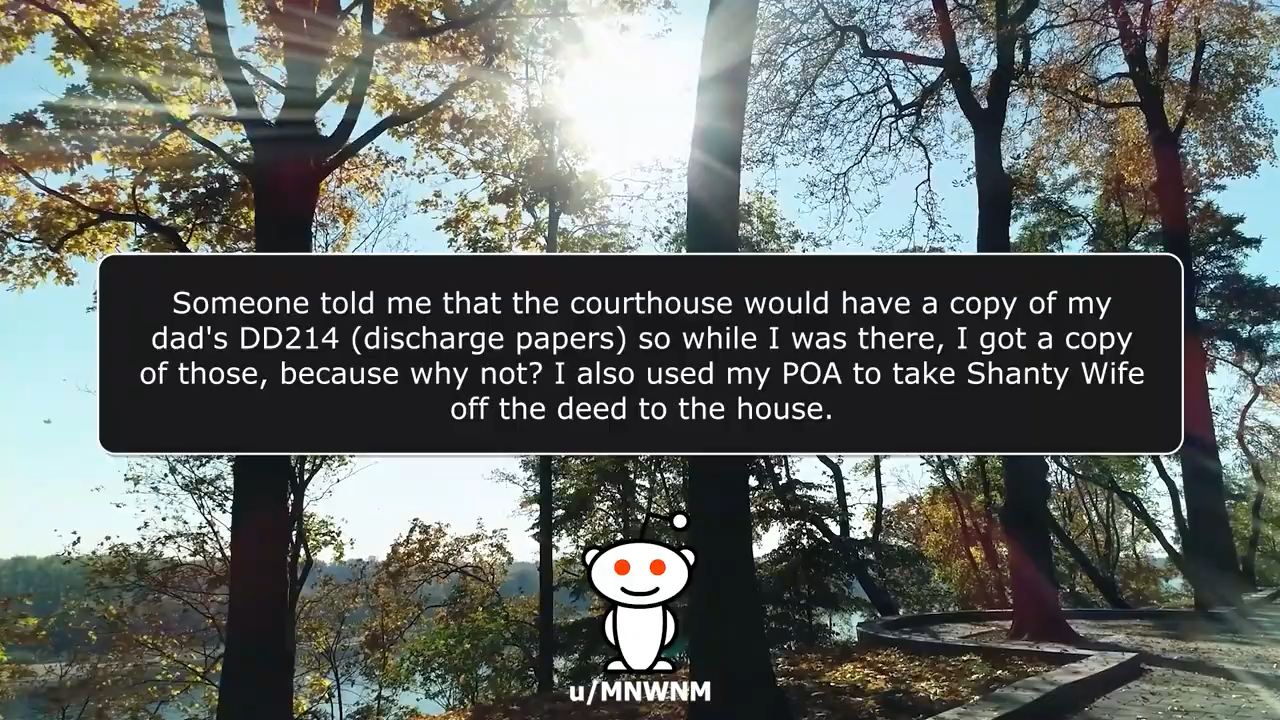 Someone told me that the courthouse would have a copy of my
dad's DD214 (discharge papers) so while I was there, I got a copy
of those, because why not? I also used my POA to take Shanty Wife
off the deed to the house.
u/MNWNM